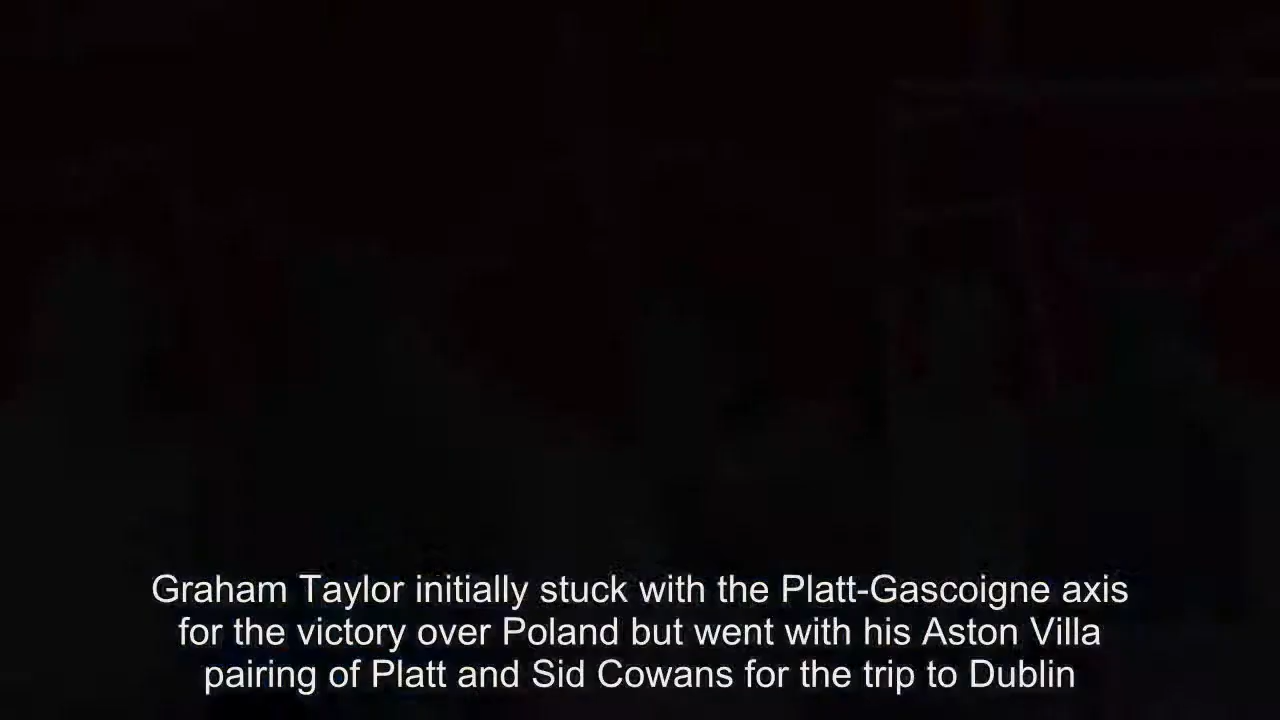 Graham Taylor initially stuck with the Platt-Gascoigne axis
for the victory over Poland but went with his Aston Villa
pairing of Platt and Sid Cowans for the trip to Dublin